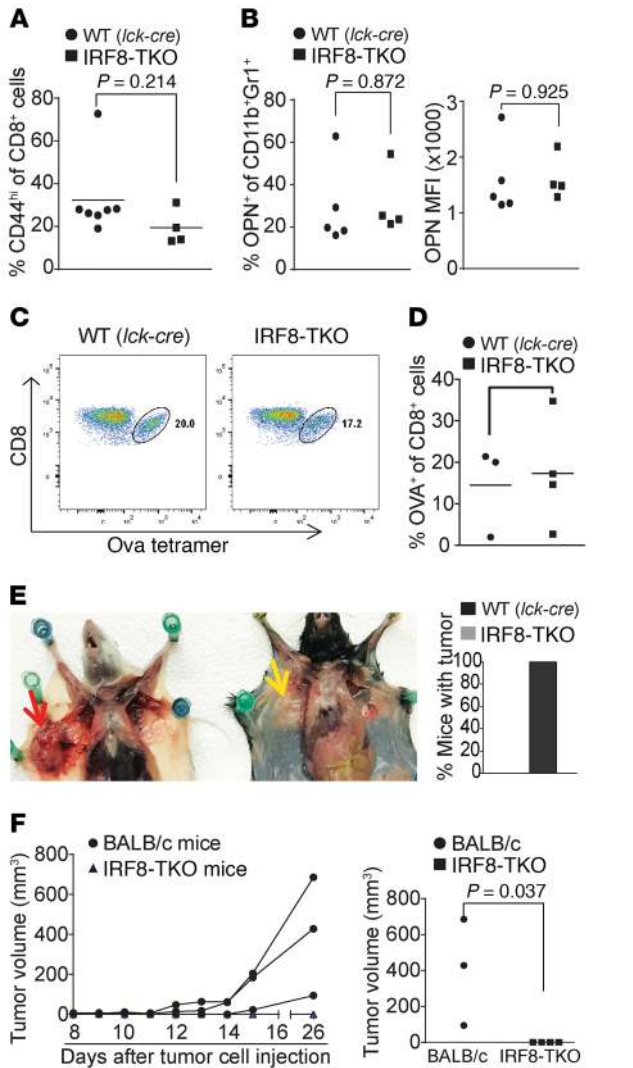 A
WT (lck-cre)
IRF8-TKO
P = 0.214
% CD44hi of CD8+ cells
80
60
40
20
0
B
WT (lck-cre)
IRF8-TKO
P = 0.872
% OPN+ of CD11b+Gr1+
80
60
40
20
0
P = 0.925
OPN MFI (x1000)
3
2
1
0
C
WT (lck-cre)
IRF8-TKO
CD8
20.0
17.2
Ova tetramer
D
WT (lck-cre)
IRF8-TKO
% OVA+ of CD8+ cells
40
30
20
10
0
E
WT (lck-cre)
IRF8-TKO
% Mice with tumor
100
80
60
40
20
0
F
BALB/c mice
IRF8-TKO mice
Tumor volume (mm3)
800
600
400
200
0
8 10 12 14 16 26
Days after tumor cell injection
BALB/c
IRF8-TKO
P = 0.037
Tumor volume (mm3)
800
600
400
200
0
BALB/c IRF8-TKO